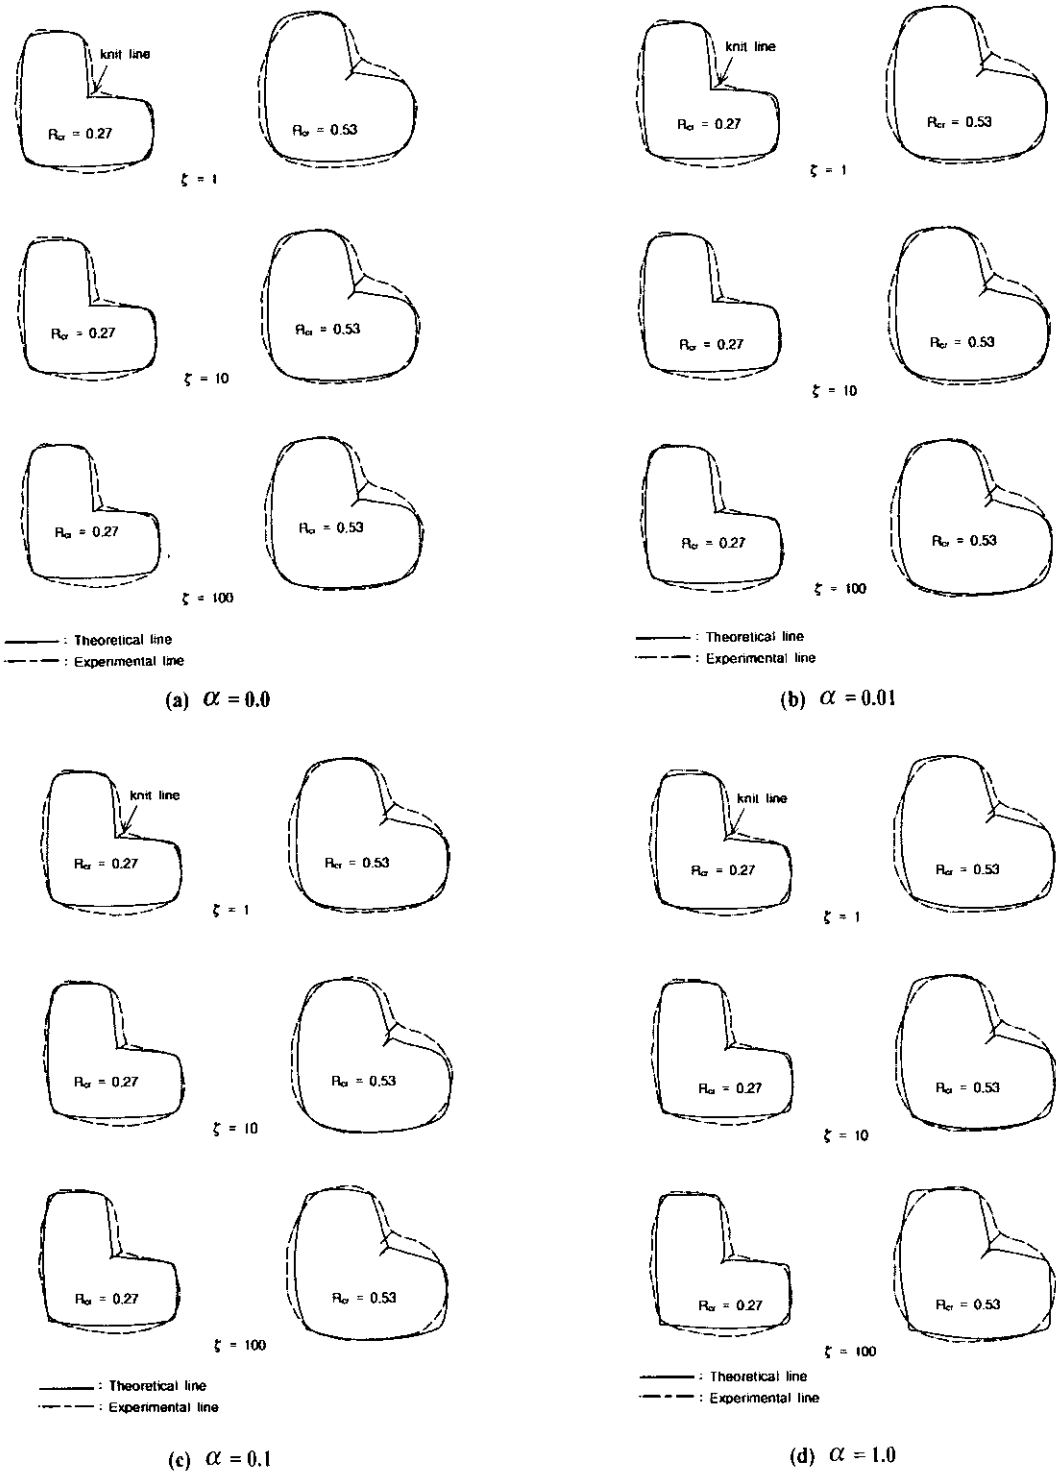 knit line
R_cr = 0.27
R_cr = 0.53
ζ = 1
R_cr = 0.27
R_cr = 0.53
ζ = 10
R_cr = 0.27
R_cr = 0.53
ζ = 100
: Theoretical line
: Experimental line
(a) α = 0.0
knit line
R_cr = 0.27
R_cr = 0.53
ζ = 1
R_cr = 0.27
R_cr = 0.53
ζ = 10
R_cr = 0.27
R_cr = 0.53
ζ = 100
: Theoretical line
: Experimental line
(b) α = 0.01
knit line
R_cr = 0.27
R_cr = 0.53
ζ = 1
R_cr = 0.27
R_cr = 0.53
ζ = 10
R_cr = 0.27
R_cr = 0.53
ζ = 100
: Theoretical line
: Experimental line
(c) α = 0.1
knit line
R_cr = 0.27
R_cr = 0.53
ζ = 1
R_cr = 0.27
R_cr = 0.53
ζ = 10
R_cr = 0.27
R_cr = 0.53
ζ = 100
: Theoretical line
: Experimental line
(d) α = 1.0